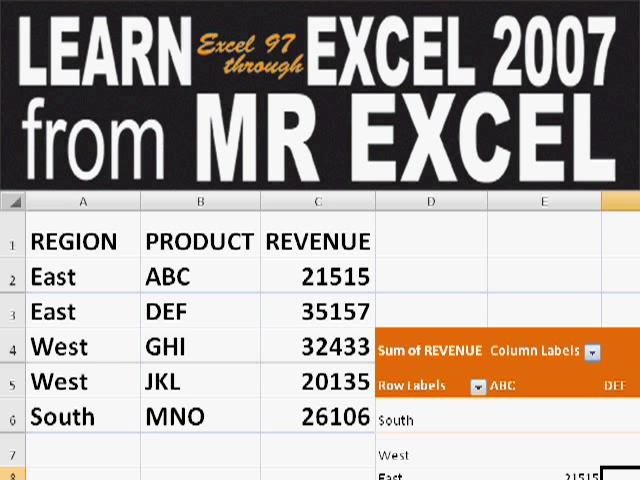 LEARN Excel 97 through EXCEL 2007
from MR EXCEL
A B C D E
1 REGION PRODUCT REVENUE
2 East ABC 21515
3 East DEF 35157
4 West GHI 32433 Sum of REVENUE Column Labels
5 West JKL 20135 Row Labels ABC DEF
6 South MNO 26106 South
7 West
8 East 21515